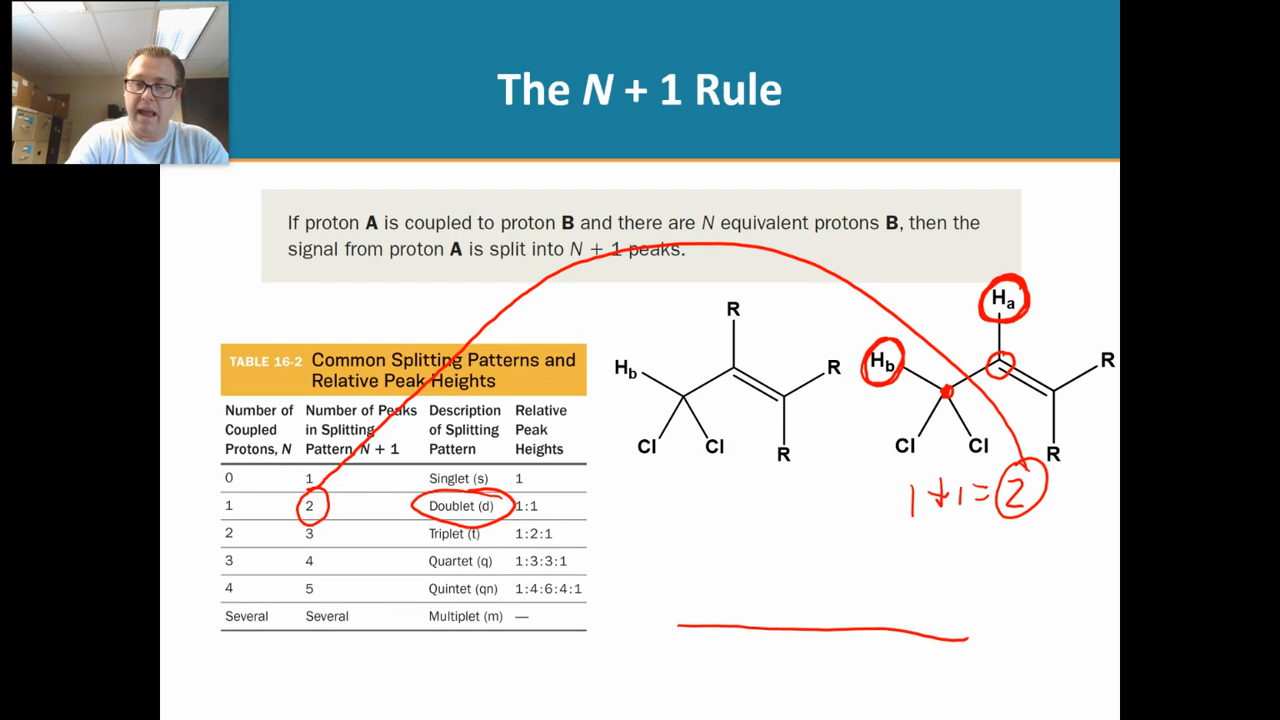 The N + 1 Rule
If proton A is coupled to proton B and there are N equivalent protons B, then the
signal from proton A is split into N + 1 peaks.
TABLE 16-2 Common Splitting Patterns and
Relative Peak Heights
Number of Coupled Protons, N
Number of Peaks in Splitting Pattern, N + 1
Description of Splitting Pattern
Relative Peak Heights
0 1 Singlet (s) 1
1 2 Doublet (d) 1:1
2 3 Triplet (t) 1:2:1
3 4 Quartet (q) 1:3:3:1
4 5 Quintet (qn) 1:4:6:4:1
Several Several Multiplet (m) —
R
Hb
R
Cl
Cl
R
Ha
Hb
R
Cl
Cl
R
1+1=2